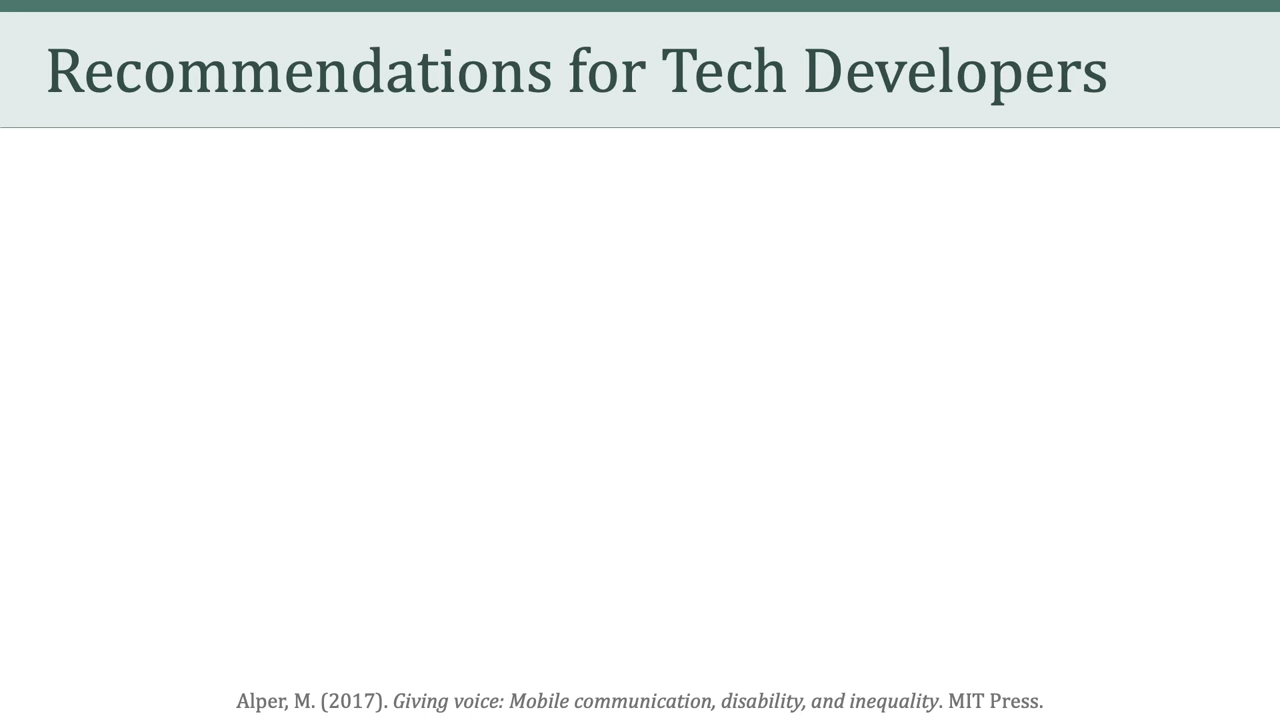 Recommendations for Tech Developers
Alper, M. (2017). Giving voice: Mobile communication, disability, and inequality. MIT Press.